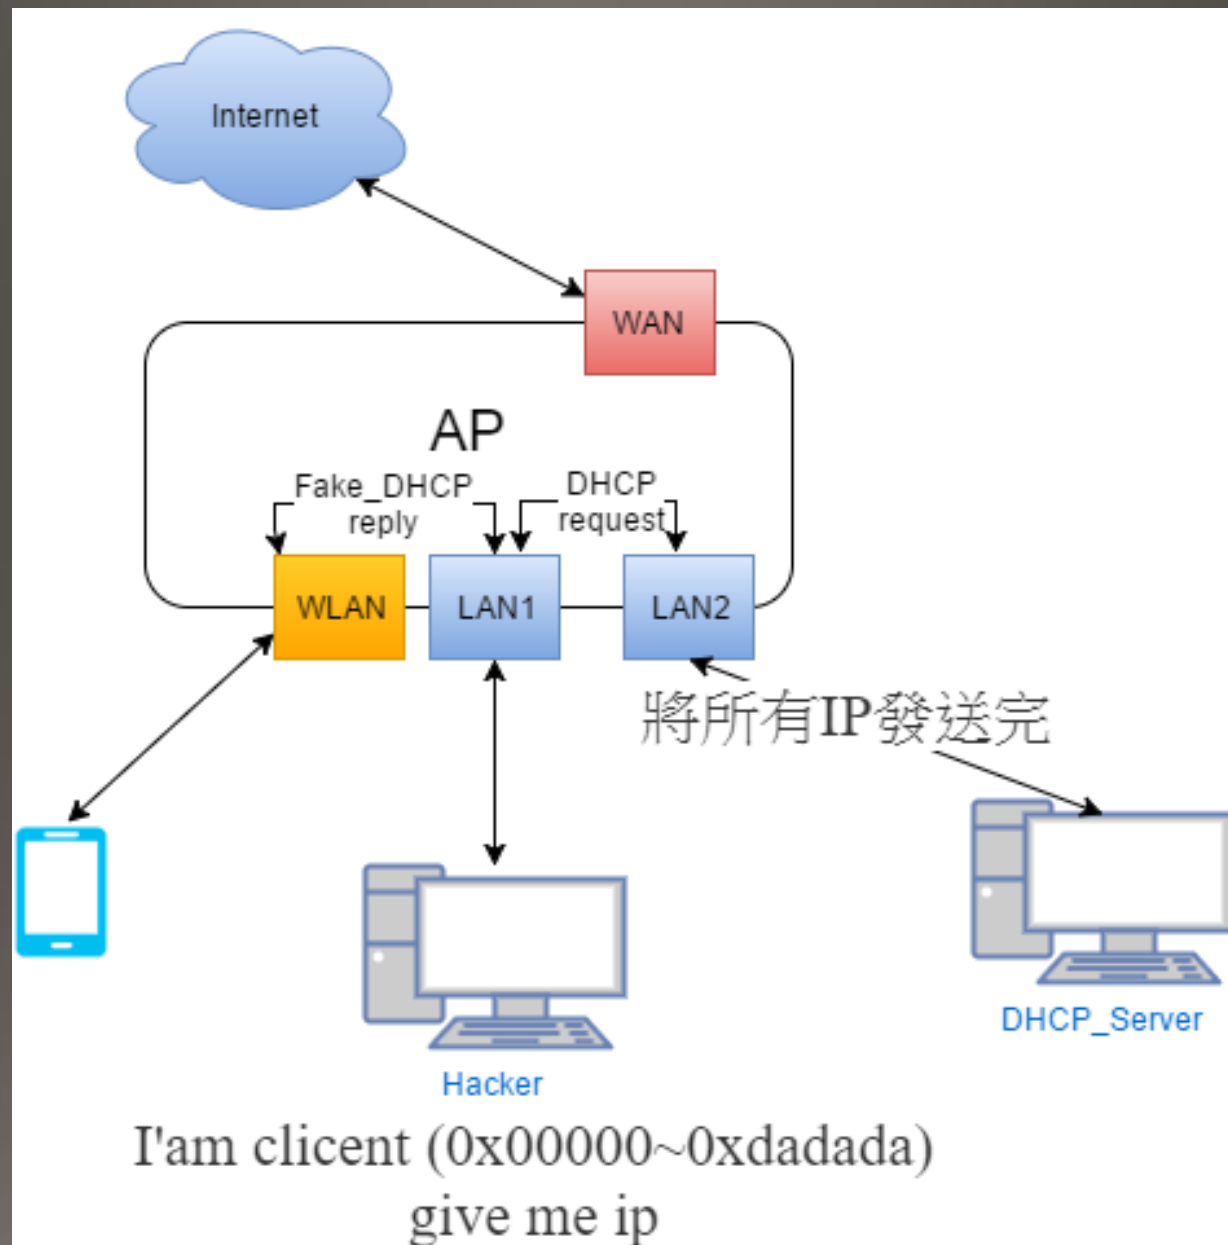 Internet
WAN
AP
Fake_DHCP
reply
DHCP
request
WLAN
LAN1
LAN2
將所有IP發送完
DHCP_Server
Hacker
I'am clicent (0x00000~0xdadada)
give me ip